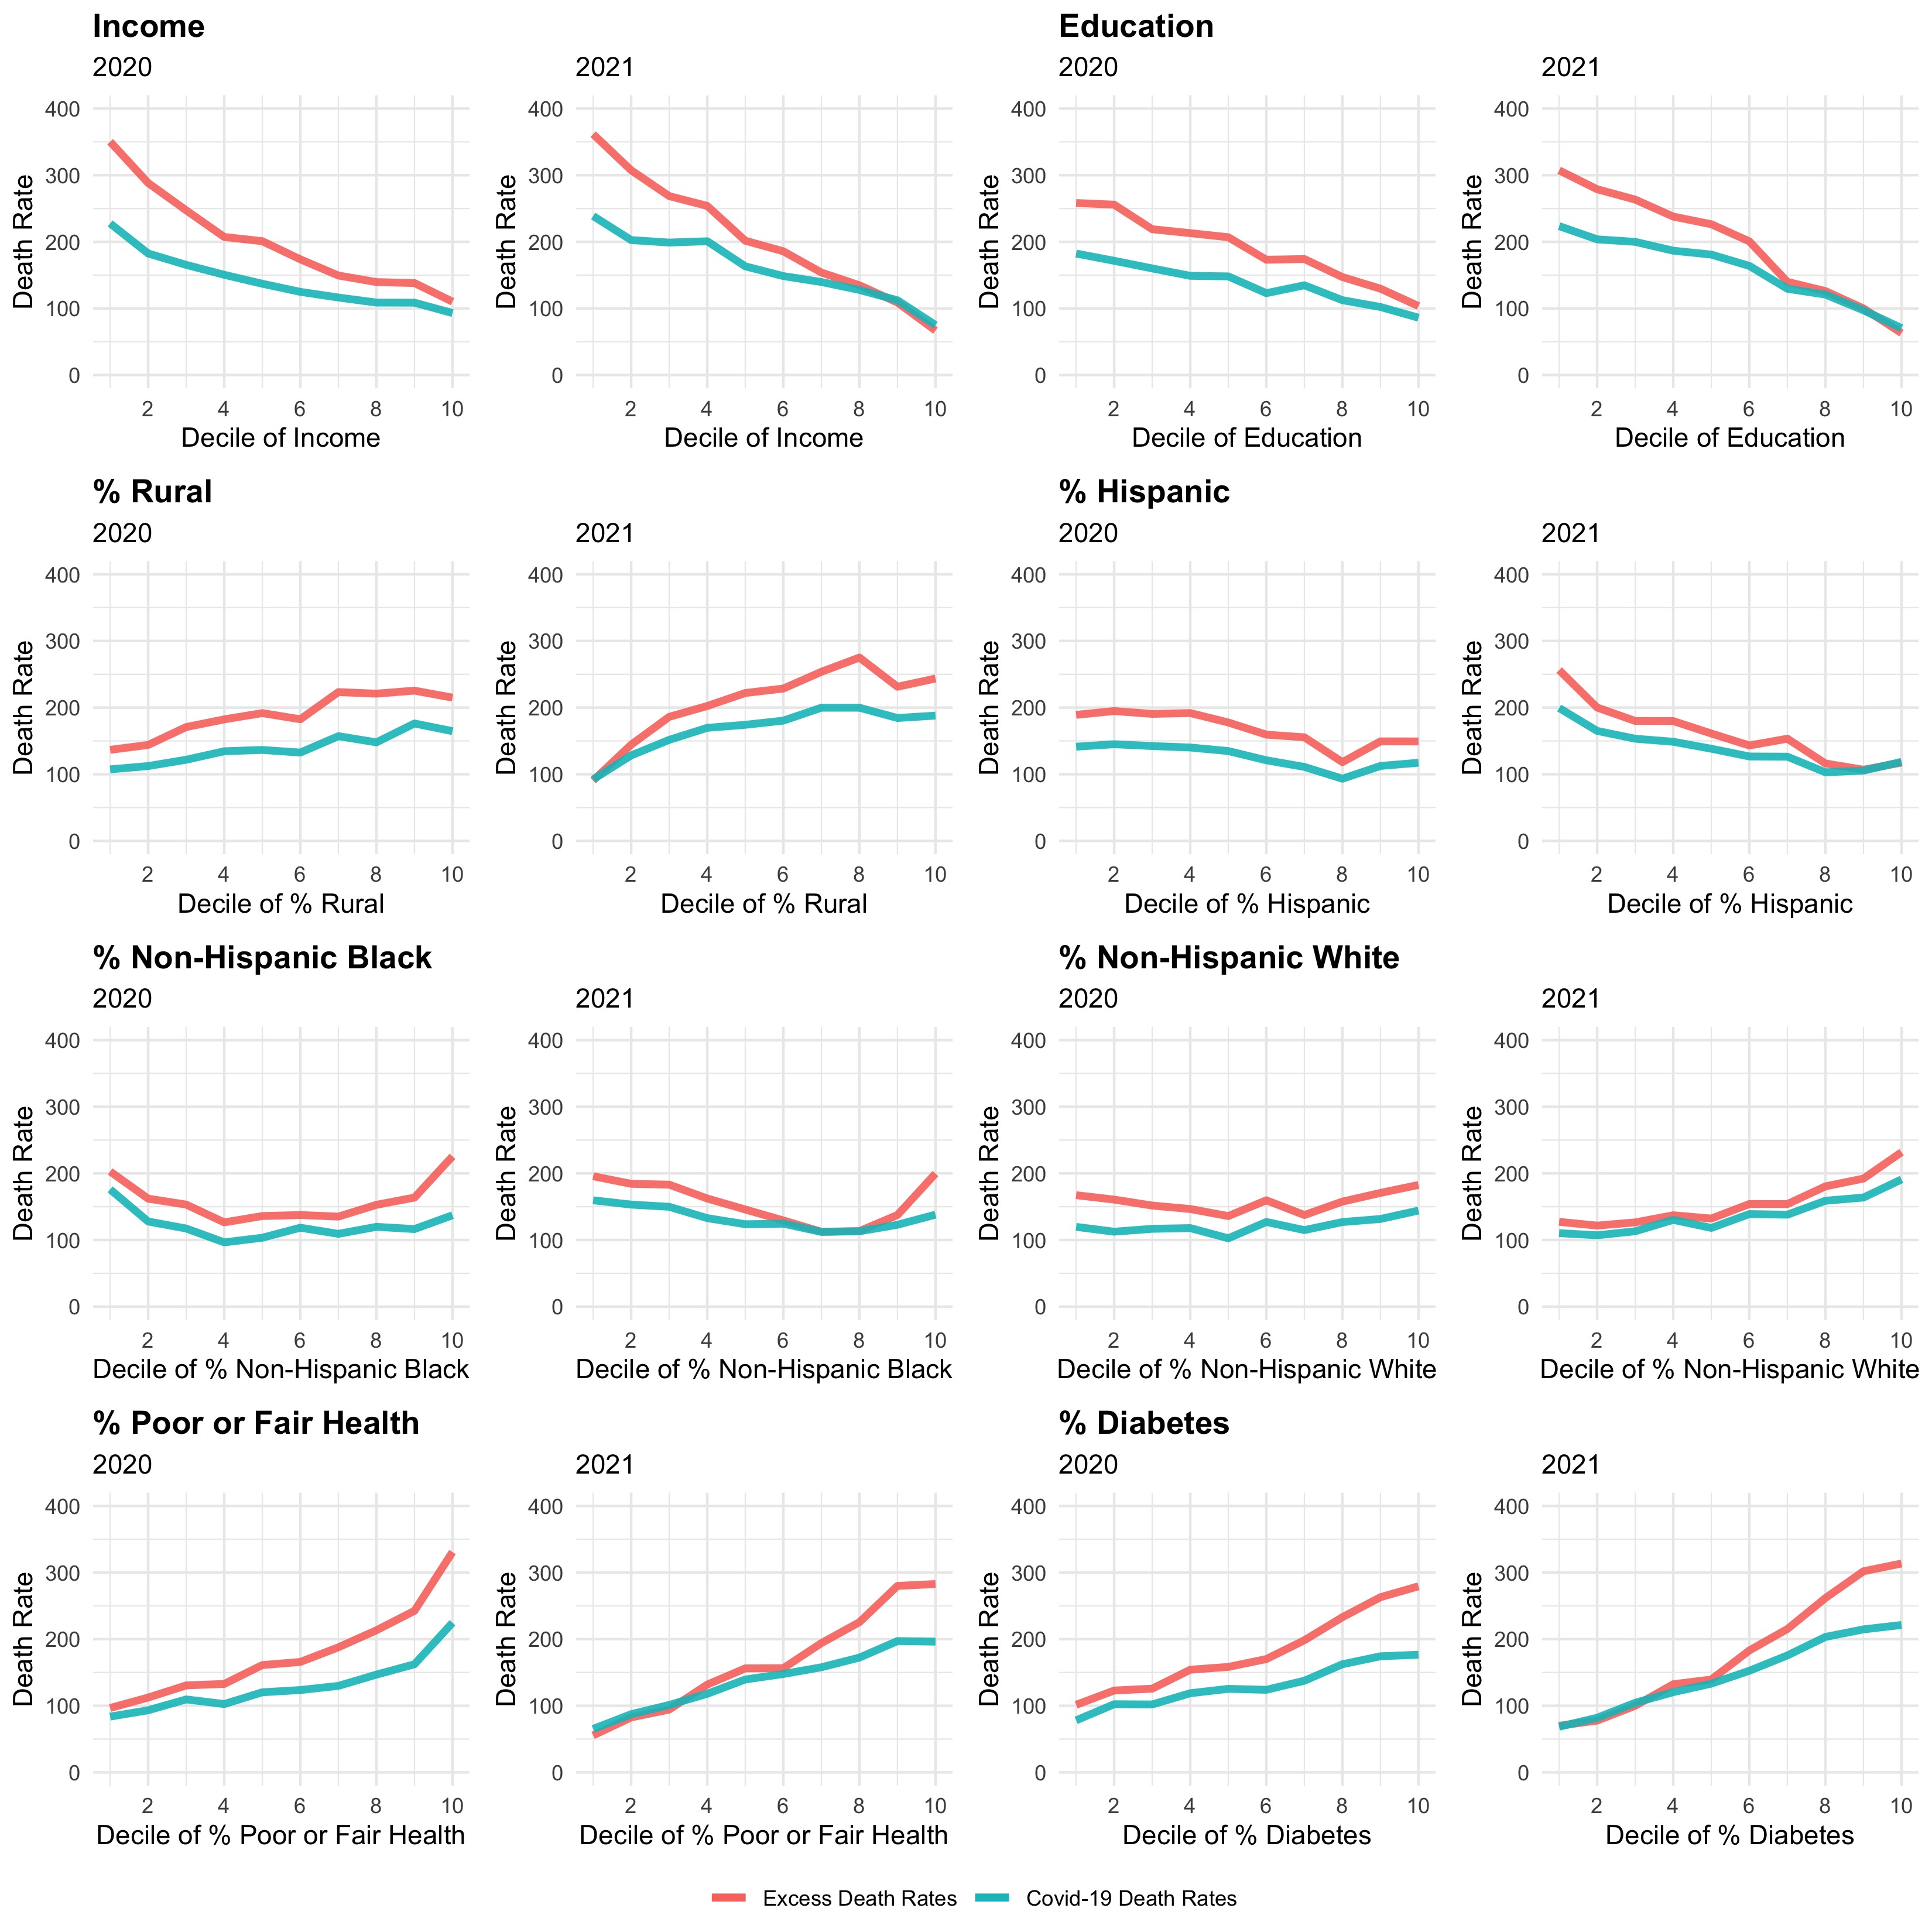 Income
Education
2020
2021
2020
2021
Death Rate
400
300
200
100
0
2 4 6 8 10
Decile of Income
Death Rate
400
300
200
100
0
2 4 6 8 10
Decile of Income
Death Rate
400
300
200
100
0
2 4 6 8 10
Decile of Education
Death Rate
400
300
200
100
0
2 4 6 8 10
Decile of Education
% Rural
% Hispanic
2020
2021
2020
2021
Death Rate
400
300
200
100
0
2 4 6 8 10
Decile of % Rural
Death Rate
400
300
200
100
0
2 4 6 8 10
Decile of % Rural
Death Rate
400
300
200
100
0
2 4 6 8 10
Decile of % Hispanic
Death Rate
400
300
200
100
0
2 4 6 8 10
Decile of % Hispanic
% Non-Hispanic Black
% Non-Hispanic White
2020
2021
2020
2021
Death Rate
400
300
200
100
0
2 4 6 8 10
Decile of % Non-Hispanic Black
Death Rate
400
300
200
100
0
2 4 6 8 10
Decile of % Non-Hispanic Black
Death Rate
400
300
200
100
0
2 4 6 8 10
Decile of % Non-Hispanic White
Death Rate
400
300
200
100
0
2 4 6 8 10
Decile of % Non-Hispanic White
% Poor or Fair Health
% Diabetes
2020
2021
2020
2021
Death Rate
400
300
200
100
0
2 4 6 8 10
Decile of % Poor or Fair Health
Death Rate
400
300
200
100
0
2 4 6 8 10
Decile of % Poor or Fair Health
Death Rate
400
300
200
100
0
2 4 6 8 10
Decile of % Diabetes
Death Rate
400
300
200
100
0
2 4 6 8 10
Decile of % Diabetes
Excess Death Rates
Covid-19 Death Rates